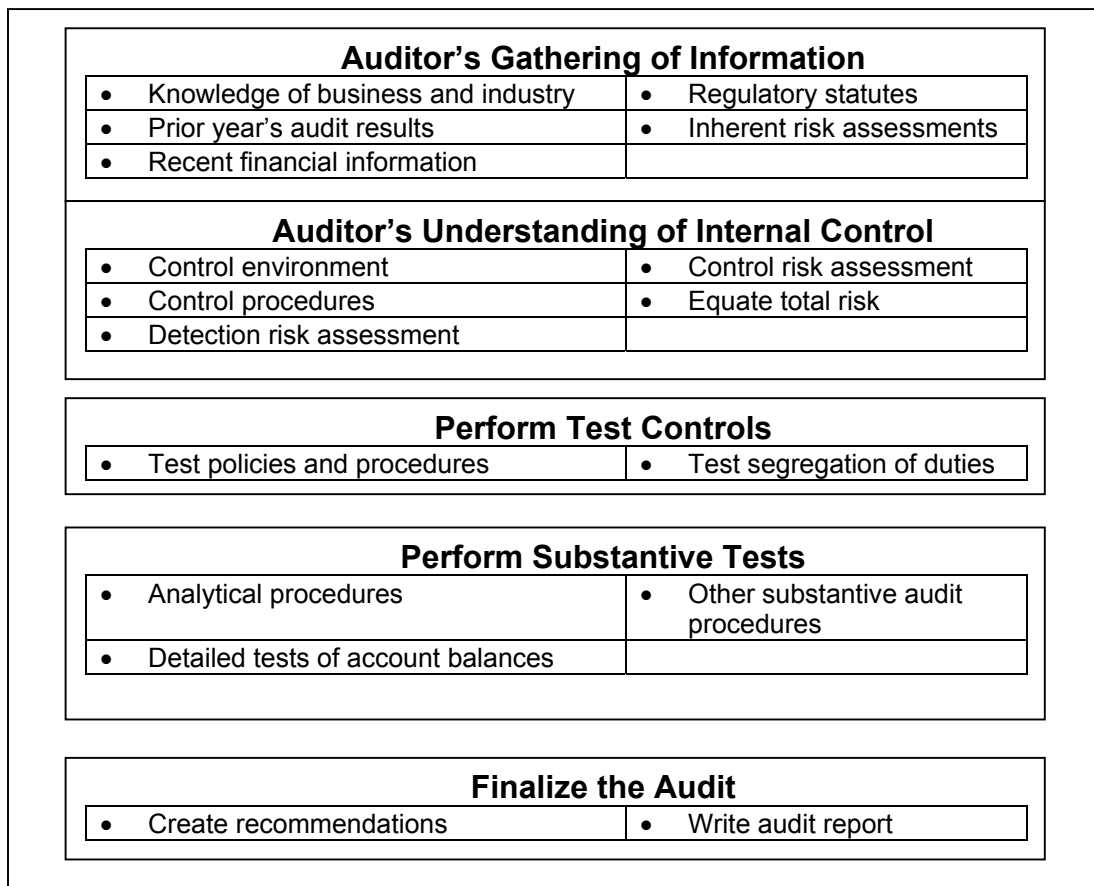 Auditor’s Gathering of Information
• Knowledge of business and industry
• Regulatory statutes
• Prior year’s audit results
• Inherent risk assessments
• Recent financial information
Auditor’s Understanding of Internal Control
• Control environment
• Control risk assessment
• Control procedures
• Equate total risk
• Detection risk assessment
Perform Test Controls
• Test policies and procedures
• Test segregation of duties
Perform Substantive Tests
• Analytical procedures
• Other substantive audit
procedures
• Detailed tests of account balances
Finalize the Audit
• Create recommendations
• Write audit report